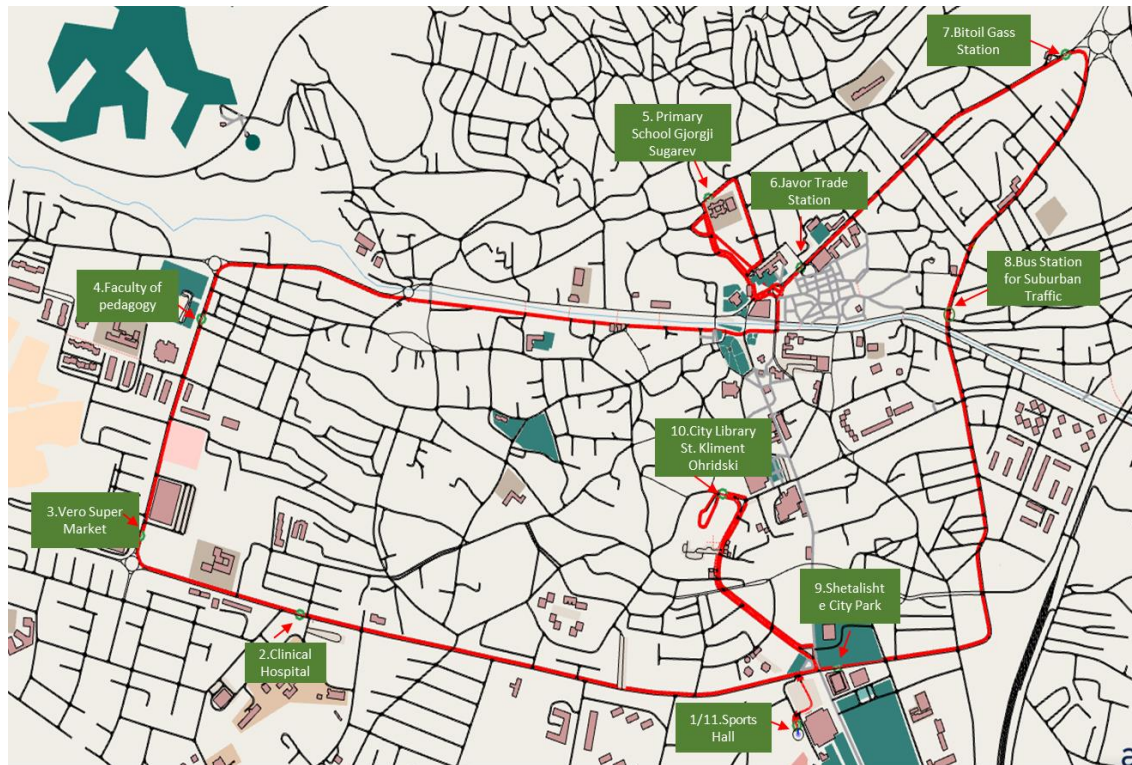 7.Bitoil Gass
Station
5. Primary
School Gjorgji
Sugarev
6.Javor Trade
Station
8.Bus Station
for Suburban
Traffic
4.Faculty of
pedagogy
10.City Library
St. Kliment
Ohridski
3.Vero Super
Market
9.Shetalisht
e City Park
2.Clinical
Hospital
1/11.Sports
Hall
a